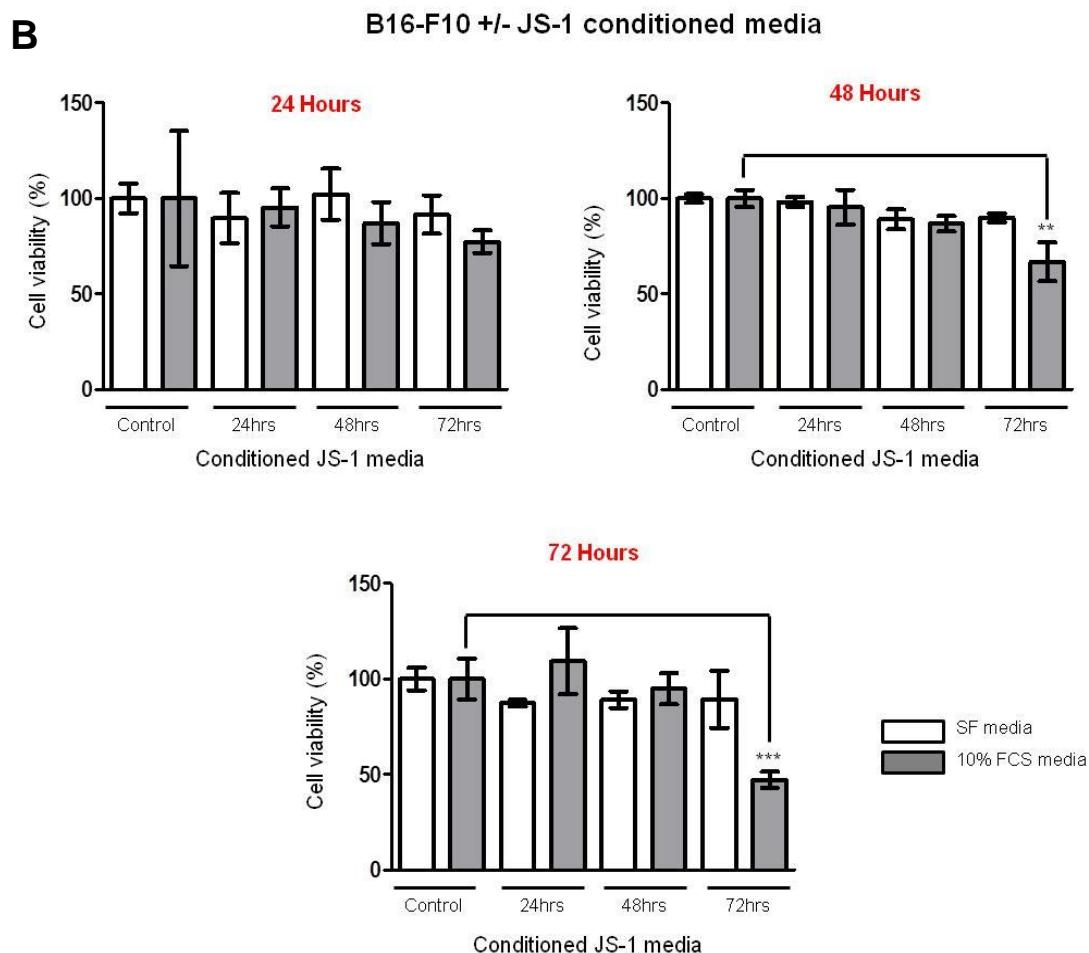 B
B16-F10 +/- JS-1 conditioned media
24 Hours
150
100
50
0
Cell viability (%)
Control 24hrs 48hrs 72hrs
Conditioned JS-1 media
48 Hours
150
100
50
0
Cell viability (%)
**
Control 24hrs 48hrs 72hrs
Conditioned JS-1 media
72 Hours
150
100
50
0
Cell viability (%)
***
Control 24hrs 48hrs 72hrs
Conditioned JS-1 media
SF media
10% FCS media